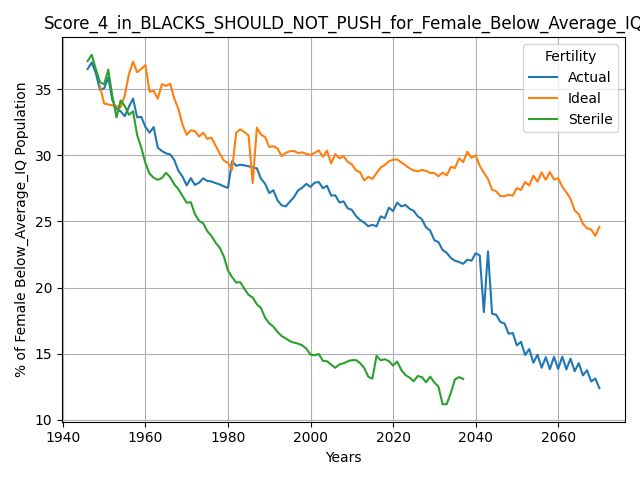 Score_4_in_BLACKS_SHOULD_NOT_PUSH_for_Female_Below_Average_IQ
% of Female Below_Average_IQ Population
35
30
25
20
15
10
Fertility
Actual
Ideal
Sterile
1940 1960 1980 2000 2020 2040 2060
Years